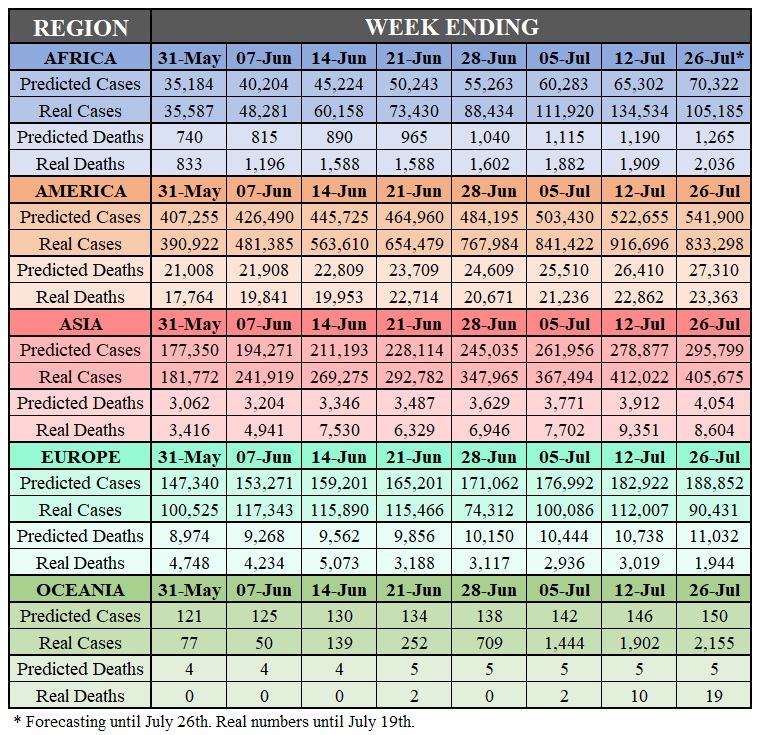 REGION WEEK ENDING
AFRICA 31-May 07-Jun 14-Jun 21-Jun 28-Jun 05-Jul 12-Jul 26-Jul*
Predicted Cases 35,184 40,204 45,224 50,243 55,263 60,283 65,302 70,322
Real Cases 35,587 48,281 60,158 73,430 88,434 111,920 134,534 105,185
Predicted Deaths 740 815 890 965 1,040 1,115 1,190 1,265
Real Deaths 833 1,196 1,588 1,588 1,602 1,882 1,909 2,036
AMERICA 31-May 07-Jun 14-Jun 21-Jun 28-Jun 05-Jul 12-Jul 26-Jul
Predicted Cases 407,255 426,490 445,725 464,960 484,195 503,430 522,655 541,900
Real Cases 390,922 481,385 563,610 654,479 767,984 841,422 916,696 833,298
Predicted Deaths 21,008 21,908 22,809 23,709 24,609 25,510 26,410 27,310
Real Deaths 17,764 19,841 19,953 22,714 20,671 21,236 22,862 23,363
ASIA 31-May 07-Jun 14-Jun 21-Jun 28-Jun 05-Jul 12-Jul 26-Jul
Predicted Cases 177,350 194,271 211,193 228,114 245,035 261,956 278,877 295,799
Real Cases 181,772 241,919 269,275 292,782 347,965 367,494 412,022 405,675
Predicted Deaths 3,062 3,204 3,346 3,487 3,629 3,771 3,912 4,054
Real Deaths 3,416 4,941 7,530 6,329 6,946 7,702 9,351 8,604
EUROPE 31-May 07-Jun 14-Jun 21-Jun 28-Jun 05-Jul 12-Jul 26-Jul
Predicted Cases 147,340 153,271 159,201 165,201 171,062 176,992 182,922 188,852
Real Cases 100,525 117,343 115,890 115,466 74,312 100,086 112,007 90,431
Predicted Deaths 8,974 9,268 9,562 9,856 10,150 10,444 10,738 11,032
Real Deaths 4,748 4,234 5,073 3,188 3,117 2,936 3,019 1,944
OCEANIA 31-May 07-Jun 14-Jun 21-Jun 28-Jun 05-Jul 12-Jul 26-Jul
Predicted Cases 121 125 130 134 138 142 146 150
Real Cases 77 50 139 252 709 1,444 1,902 2,155
Predicted Deaths 4 4 4 5 5 5 5 5
Real Deaths 0 0 0 2 0 2 10 19
* Forecasting until July 26th. Real numbers until July 19th.